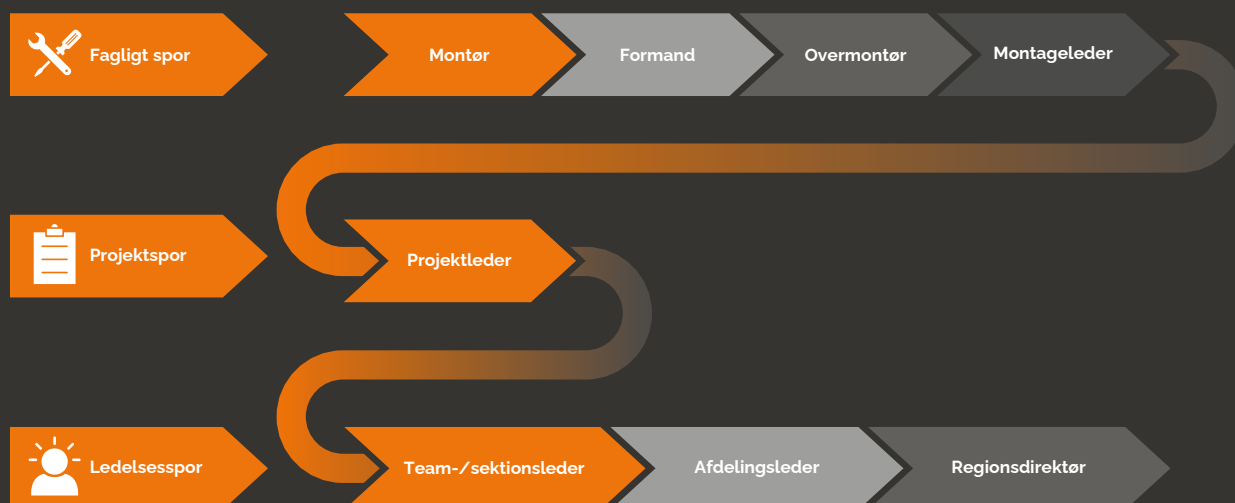 Fagligt spor
Montør
Formand
Overmontør
Montageleder
Projektspor
Projektleder
Ledelsesspor
Team-/sektionsleder
Afdelingsleder
Regionsdirektør